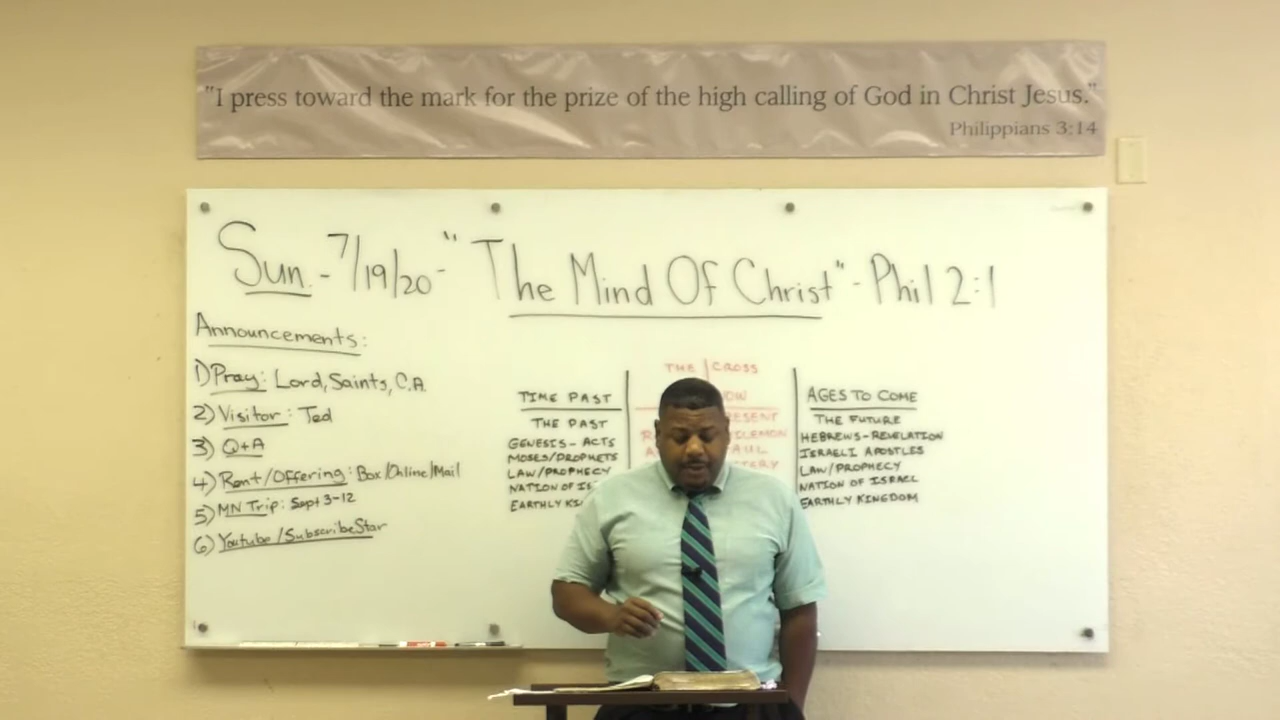 "I press toward the mark for the prize of the high calling of God in Christ Jesus."
Philippians 3:14
Sun. - 7/19/20 - "The Mind Of Christ" - Phil 2:1
Announcements:
1) Pray: Lord, Saints, C.A.
2) Visitor: Ted
3) Q+A
4) Rent/Offering: Box/Online/Mail
5) MN Trip: Sept 3-12
6) Youtube/SubscribeStar
TIME PAST
THE PAST
GENESIS - ACTS
MOSES/PROPHETS
LAW/PROPHECY
NATION OF
EARTHLY
THE CROSS
AGES TO COME
THE FUTURE
HEBREWS-REVELATION
ISRAELI APOSTLES
LAW/PROPHECY
NATION OF ISRAEL
EARTHLY KINGDOM